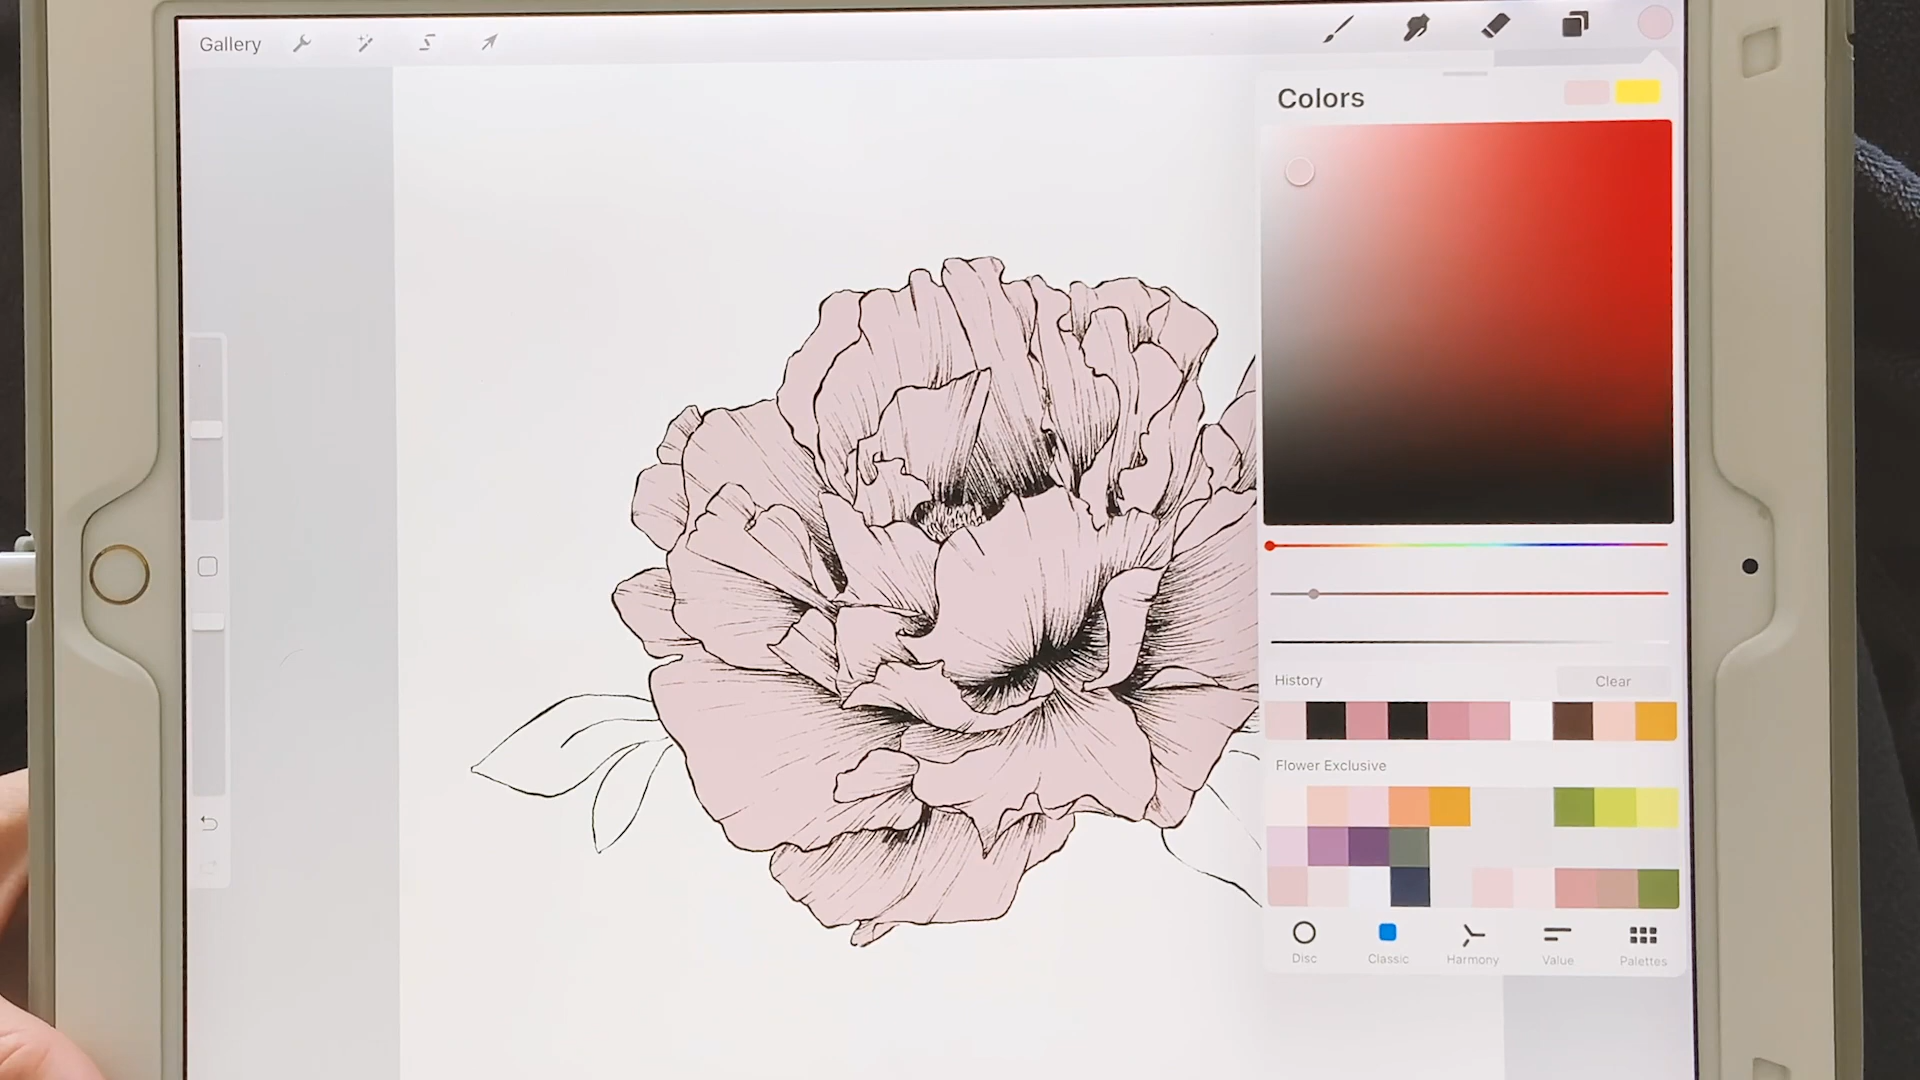 Gallery
Colors
History
Clear
Flower Exclusive
Disc
Classic
Harmony
Value
Palettes